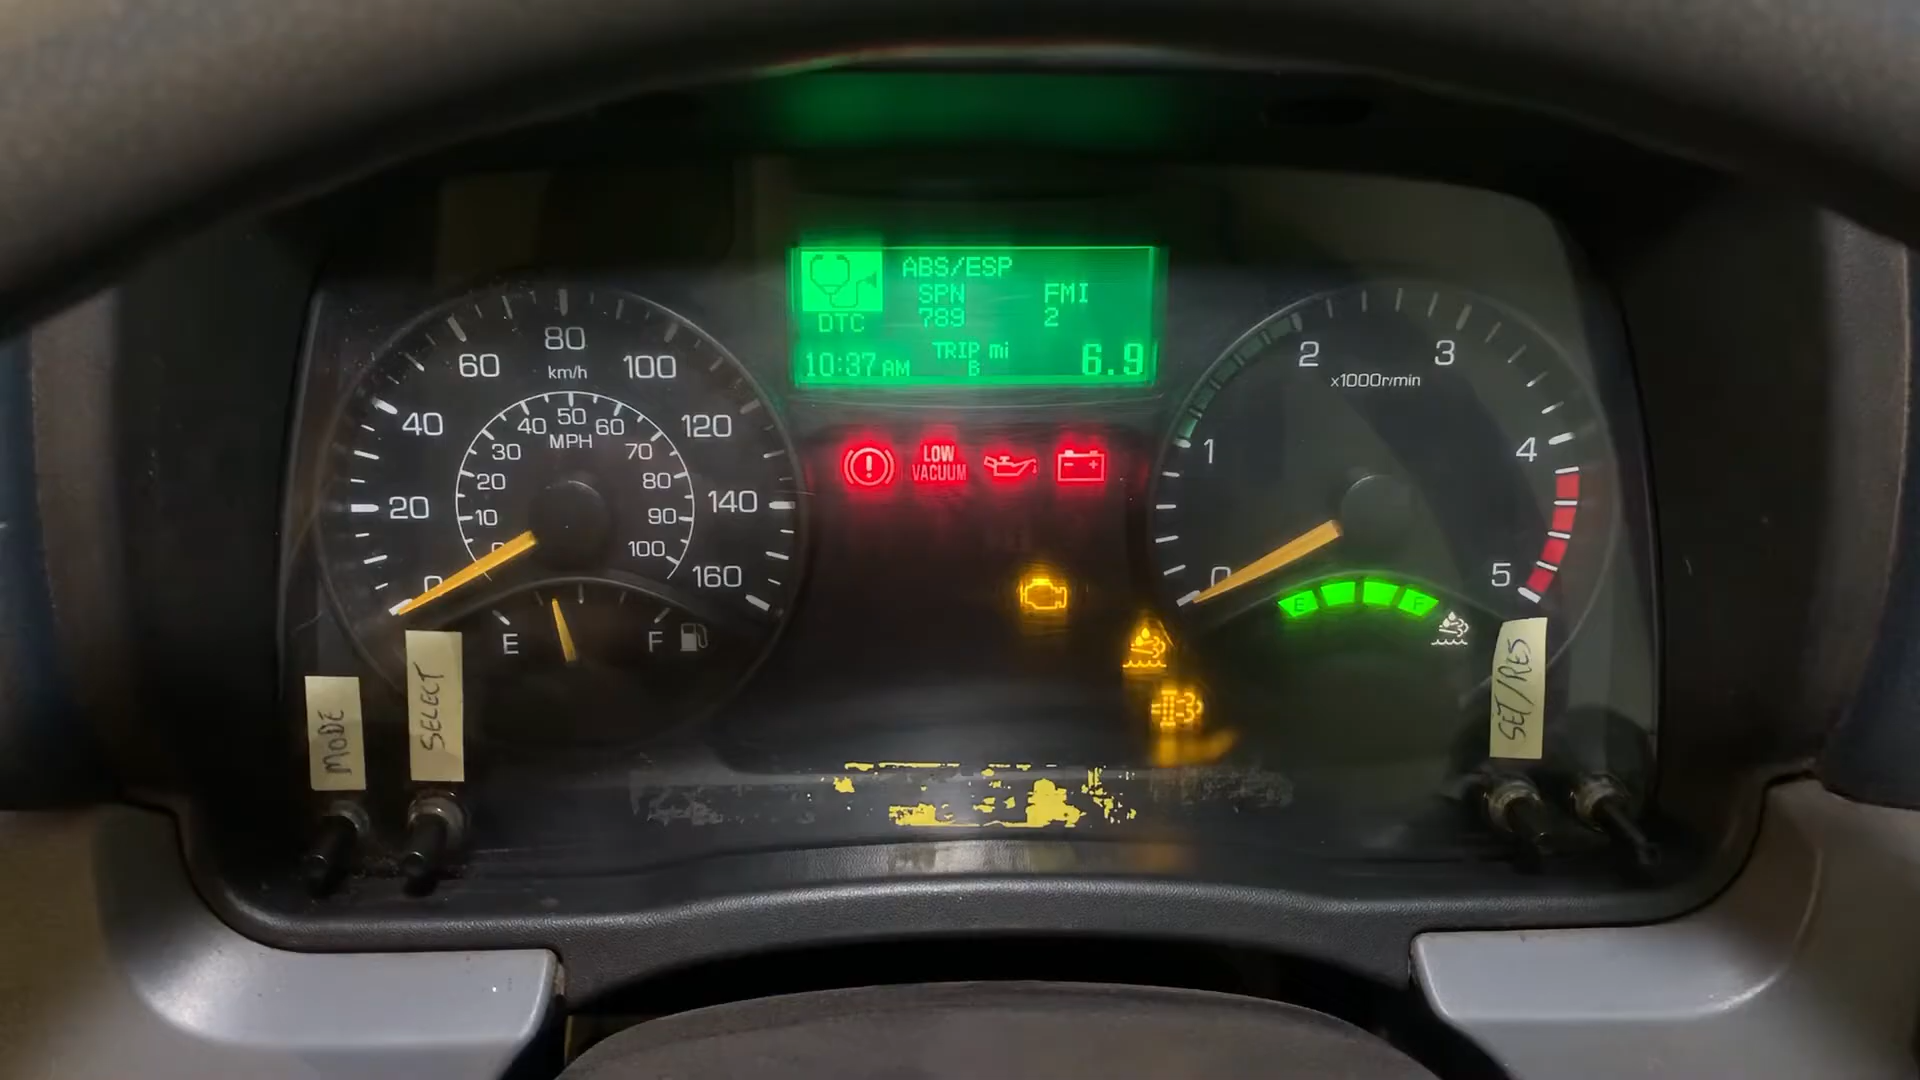 ABS/ESP
SPN FMI
DTC 789 2
10:37 AM TRIP B mi 6.9
0 20 40 60 80 100 120 140 160
km/h
0 10 20 30 40 50 60 70 80 90 100
MPH
E F
LOW
VACUUM
0 1 2 3 4 5
x1000r/min
E F
MODE
SELECT
SET/RES